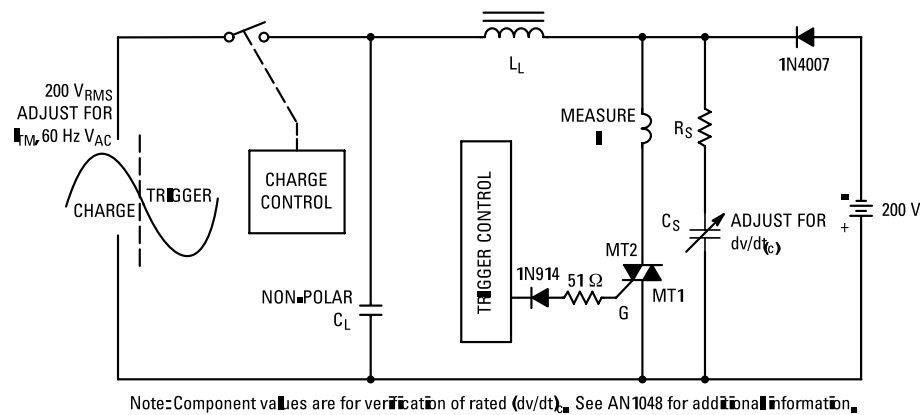 200 VRMS
ADJUST FOR
ITM, 60 Hz VAC
TRIGGER
CHARGE
CHARGE
CONTROL
NON-POLAR
CL
LL
TRIGGER CONTROL
1N914
51 Ω
MEASURE
I
MT2
MT1
G
RS
CS
ADJUST FOR
dv/dt(c)
1N4007
-
+
200 V
Note: Component values are for verification of rated (dv/dt)c. See AN1048 for additional information.